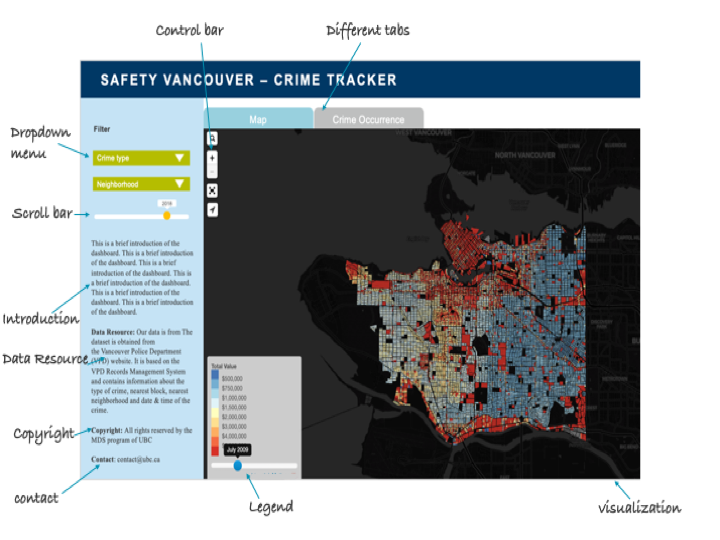 Control bar
Different tabs
SAFETY VANCOUVER – CRIME TRACKER
Map
Crime Occurrence
Filter
Dropdown
menu
Crime type
Neighborhood
Scroll bar
Introduction
This is a brief introduction of the
dashboard. This is a brief introduction
of the dashboard. This is a brief
introduction of the dashboard. This is
a brief introduction of the dashboard.
This is a brief introduction of the
dashboard. This is a brief introduction
of the dashboard.
Data Resource
Data Resource: Our data is from The
dataset is obtained from
the Vancouver Police Department
(VPD) website. It is based on the
VPD Records Management System
and contains information about the
type of crime, nearest block, nearest
neighborhood and date & time of the
crime.
Copyright
Copyright: All rights reserved by the
MDS program of UBC
contact
Contact: contact@ubc.ca
WEST VANCOUVER
NORTH VANCOUVER
Total Value
$500,000
$750,000
$1,000,000
$1,500,000
$2,000,000
$3,000,000
$4,000,000
July 2009
Legend
visualization